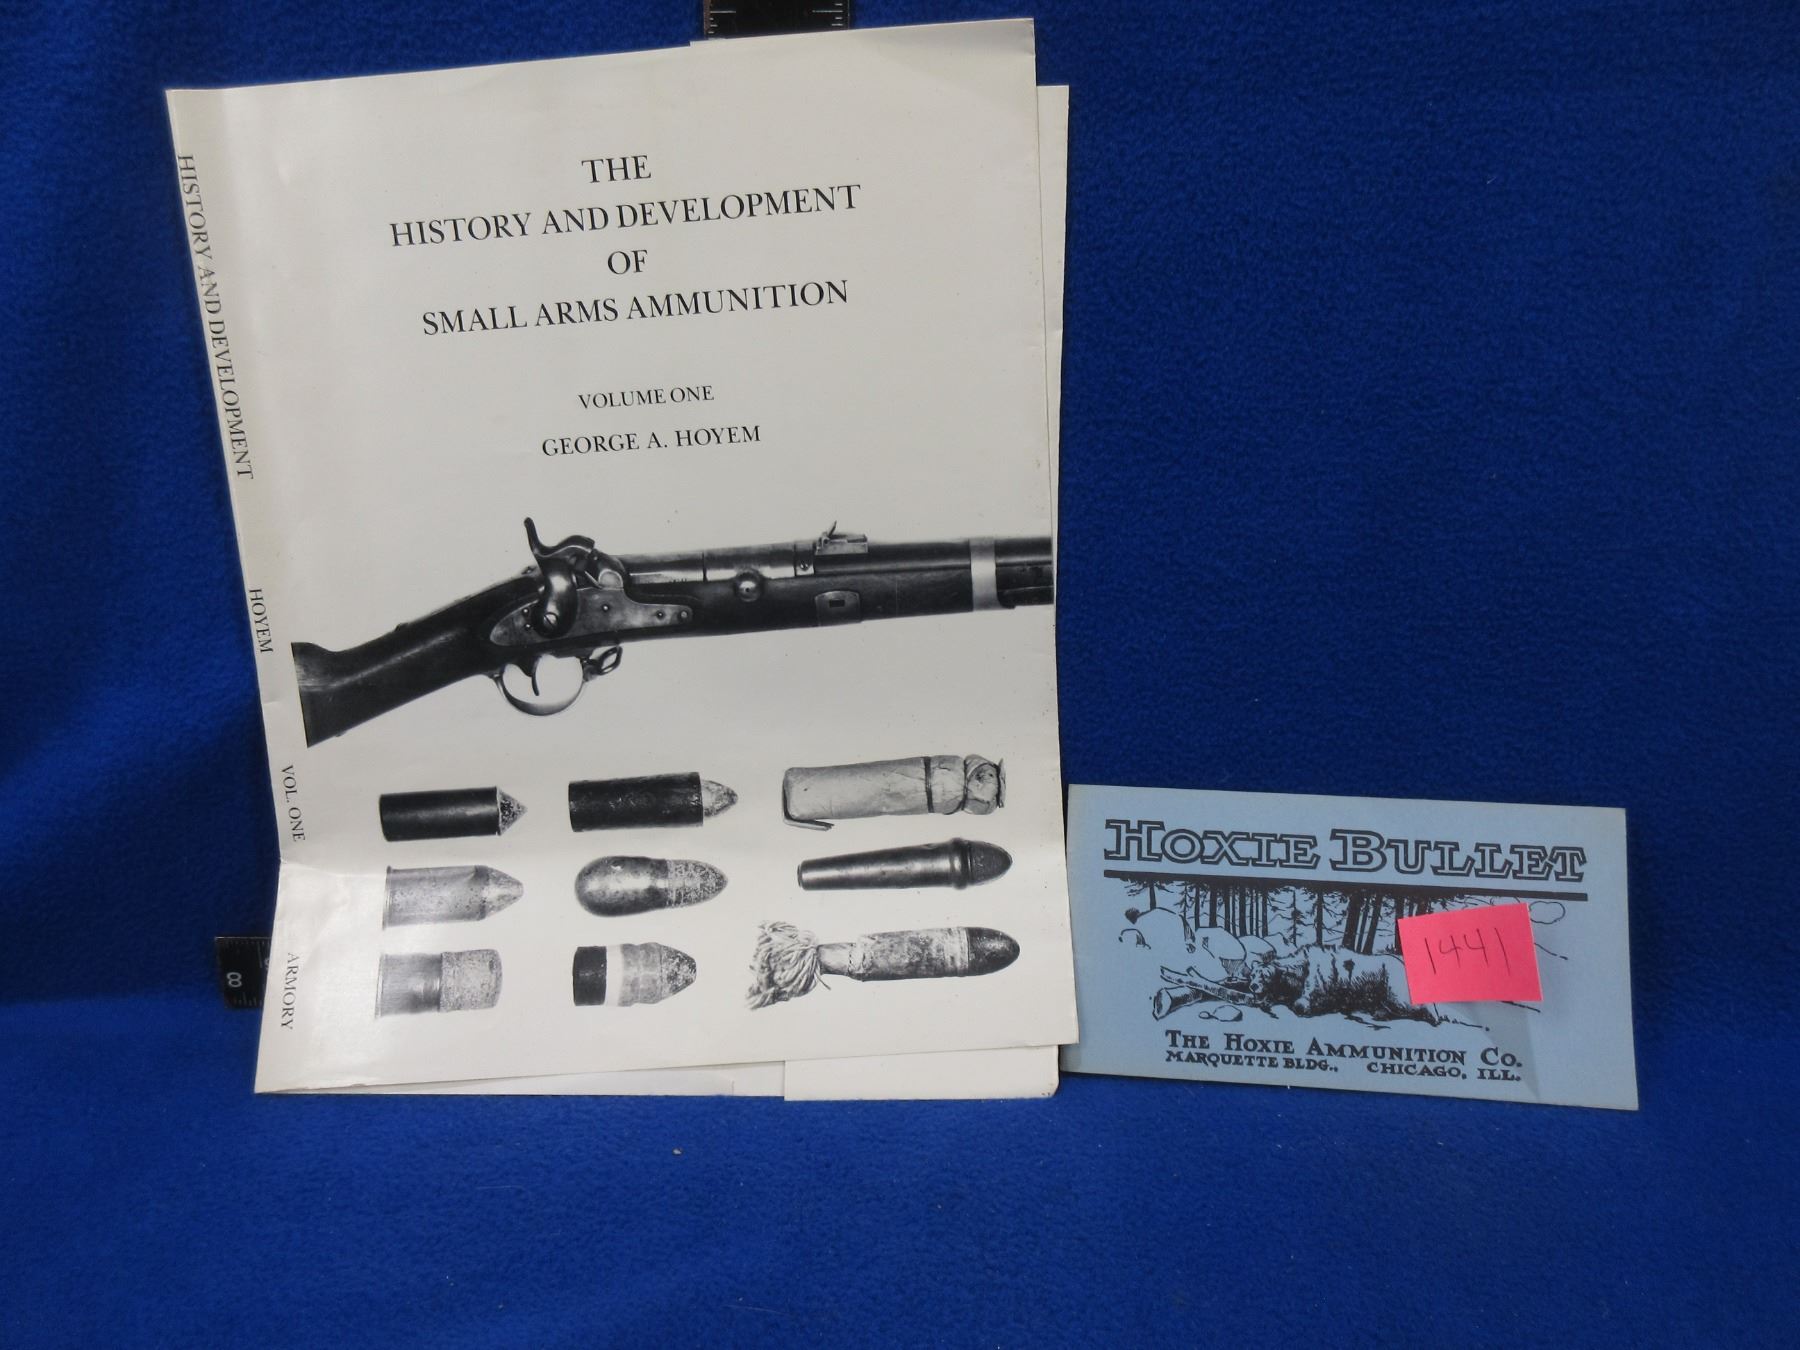 THE
HISTORY AND DEVELOPMENT
OF
SMALL ARMS AMMUNITION
VOLUME ONE
GEORGE A. HOYEM
HISTORY AND DEVELOPMENT
HOYEM
VOL. ONE
ARMORY
8
HOXIE BULLET
1441
THE HOXIE AMMUNITION CO.
MARQUETTE BLDG., CHICAGO, ILL.